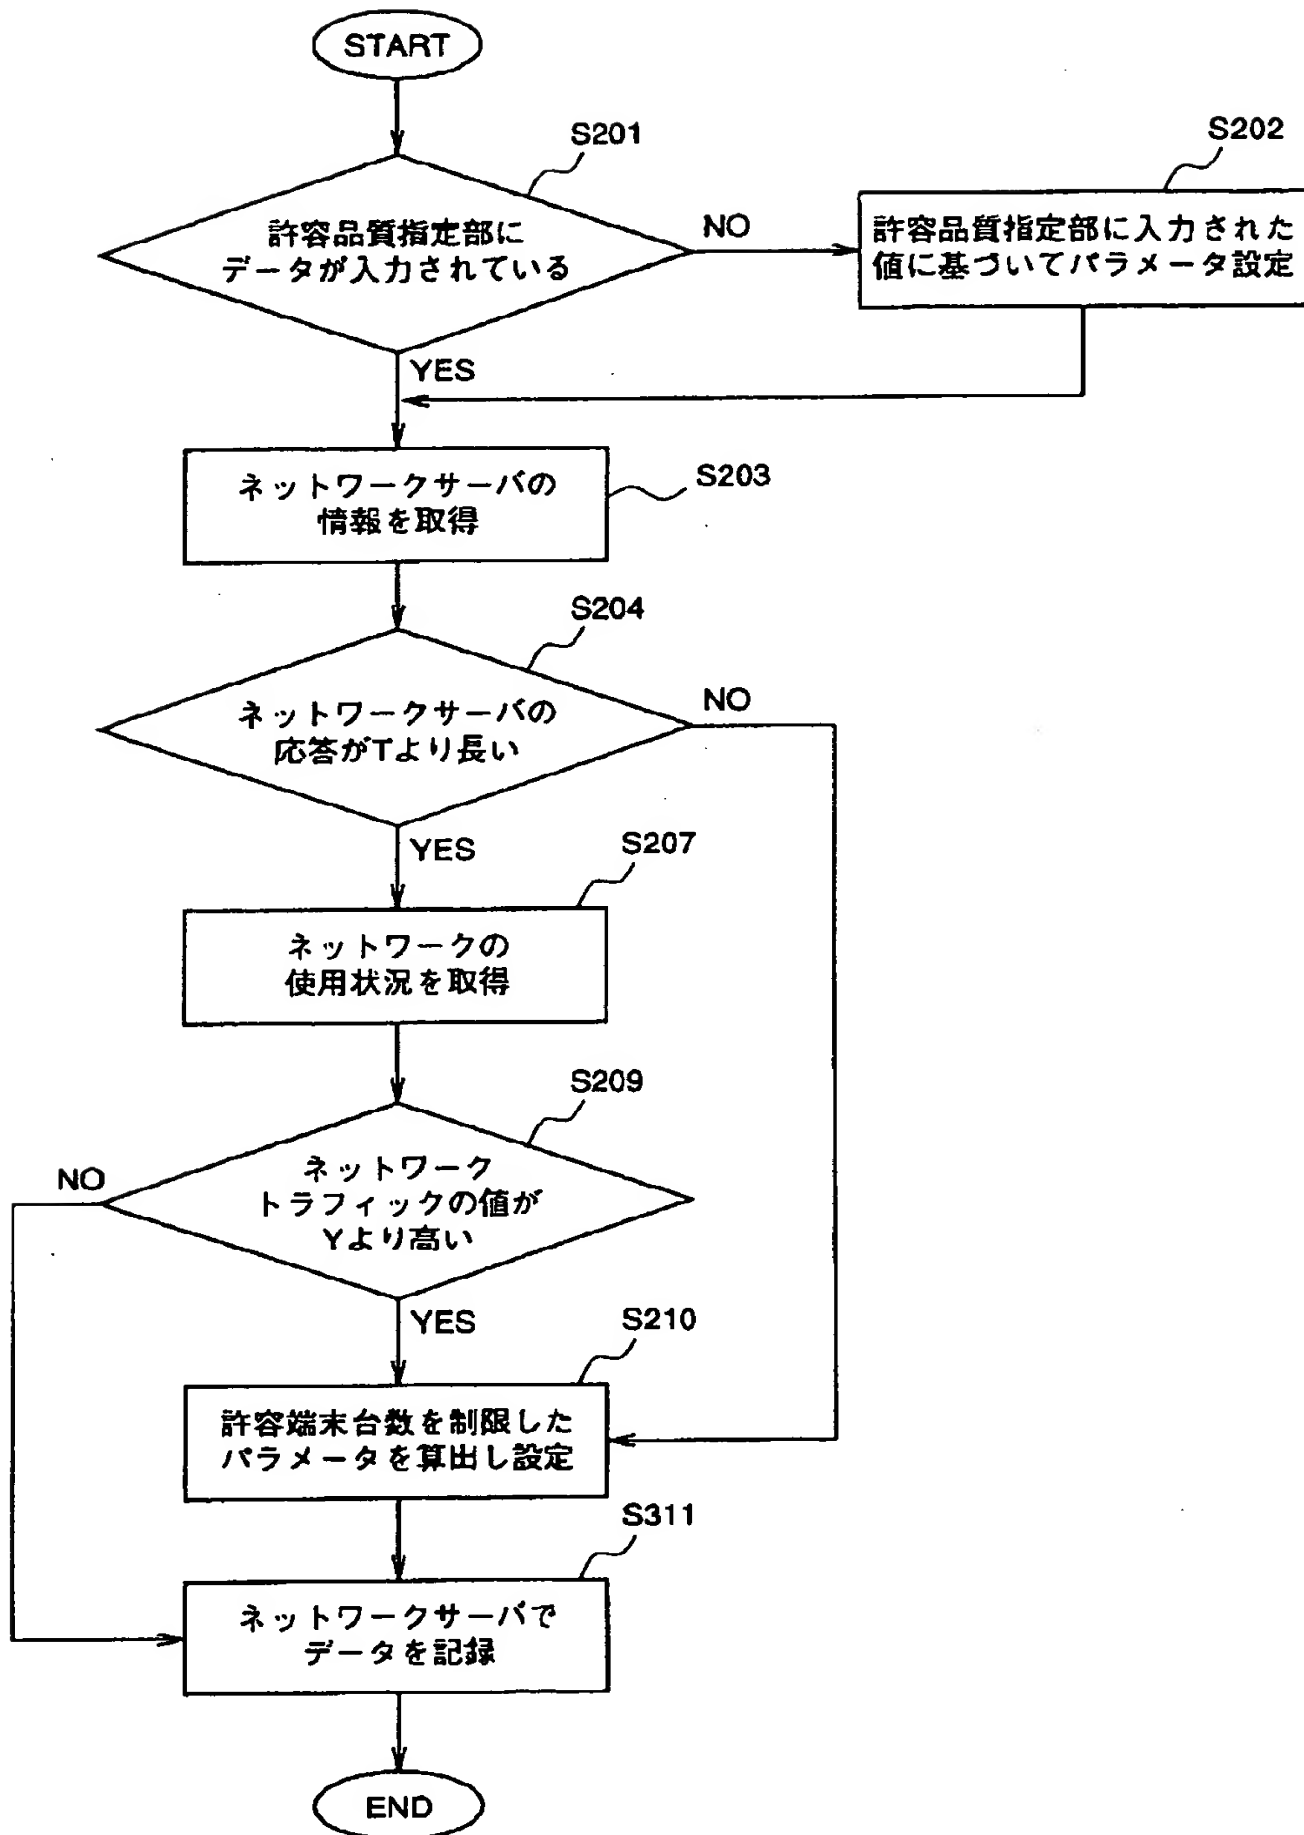 START
S201
許容品質指定部に
データが入力されている
NO
S202
許容品質指定部に入力された
値に基づいてパラメータ設定
YES
ネットワークサーバの
情報を取得
S203
S204
ネットワークサーバの
応答がTより長い
NO
YES
S207
ネットワークの
使用状況を取得
S209
ネットワーク
トラフィックの値が
Yより高い
NO
YES
S210
許容端末台数を制限した
パラメータを算出し設定
S311
ネットワークサーバで
データを記録
END